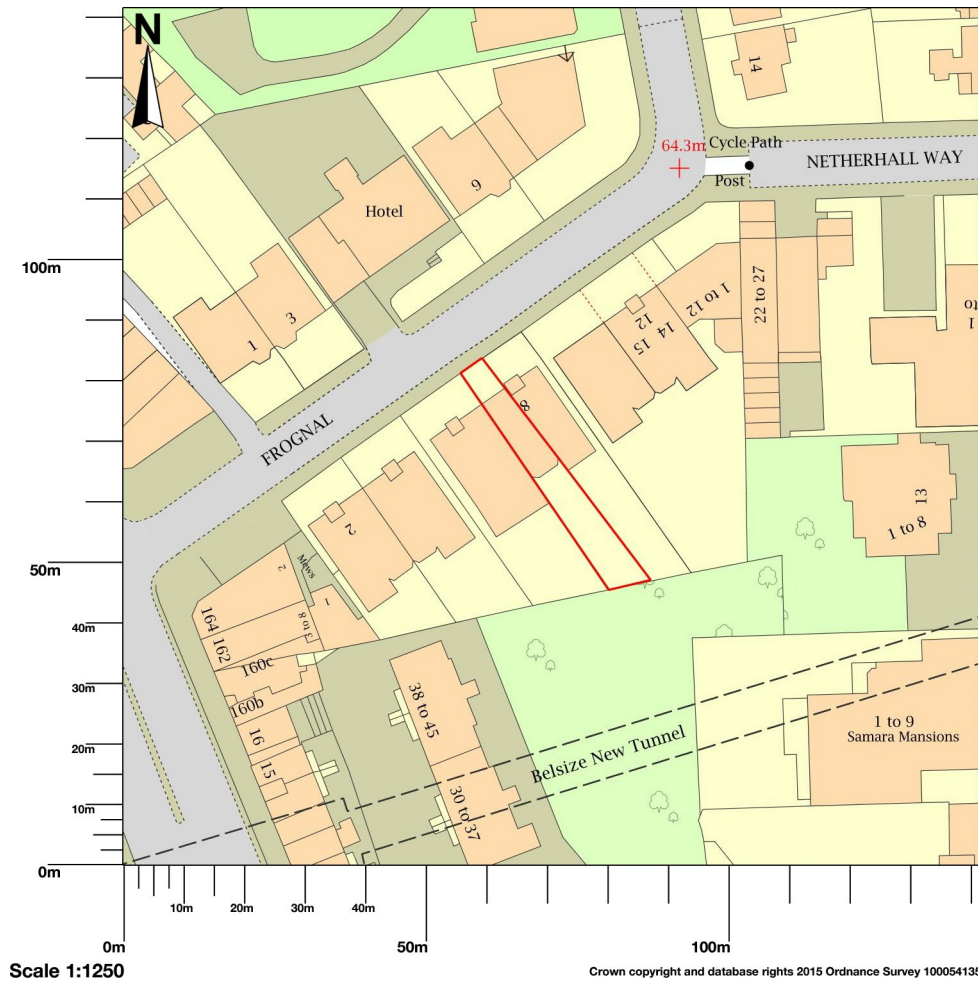 N
14
64.3m
Cycle Path
NETHERHALL WAY
Post
9
Hotel
100m
3
1
1 to 12
22 to 27
12
14
15
FROGNAL
8
2
13
1 to 8
50m
Mews
2
1
3 to 8
164
162
40m
160c
30m
160b
38 to 45
16
1 to 9
Samara Mansions
20m
15
Belsize New Tunnel
30 to 37
10m
0m
10m
20m
30m
40m
0m
50m
100m
Scale 1:1250
Crown copyright and database rights 2015 Ordnance Survey 100054135